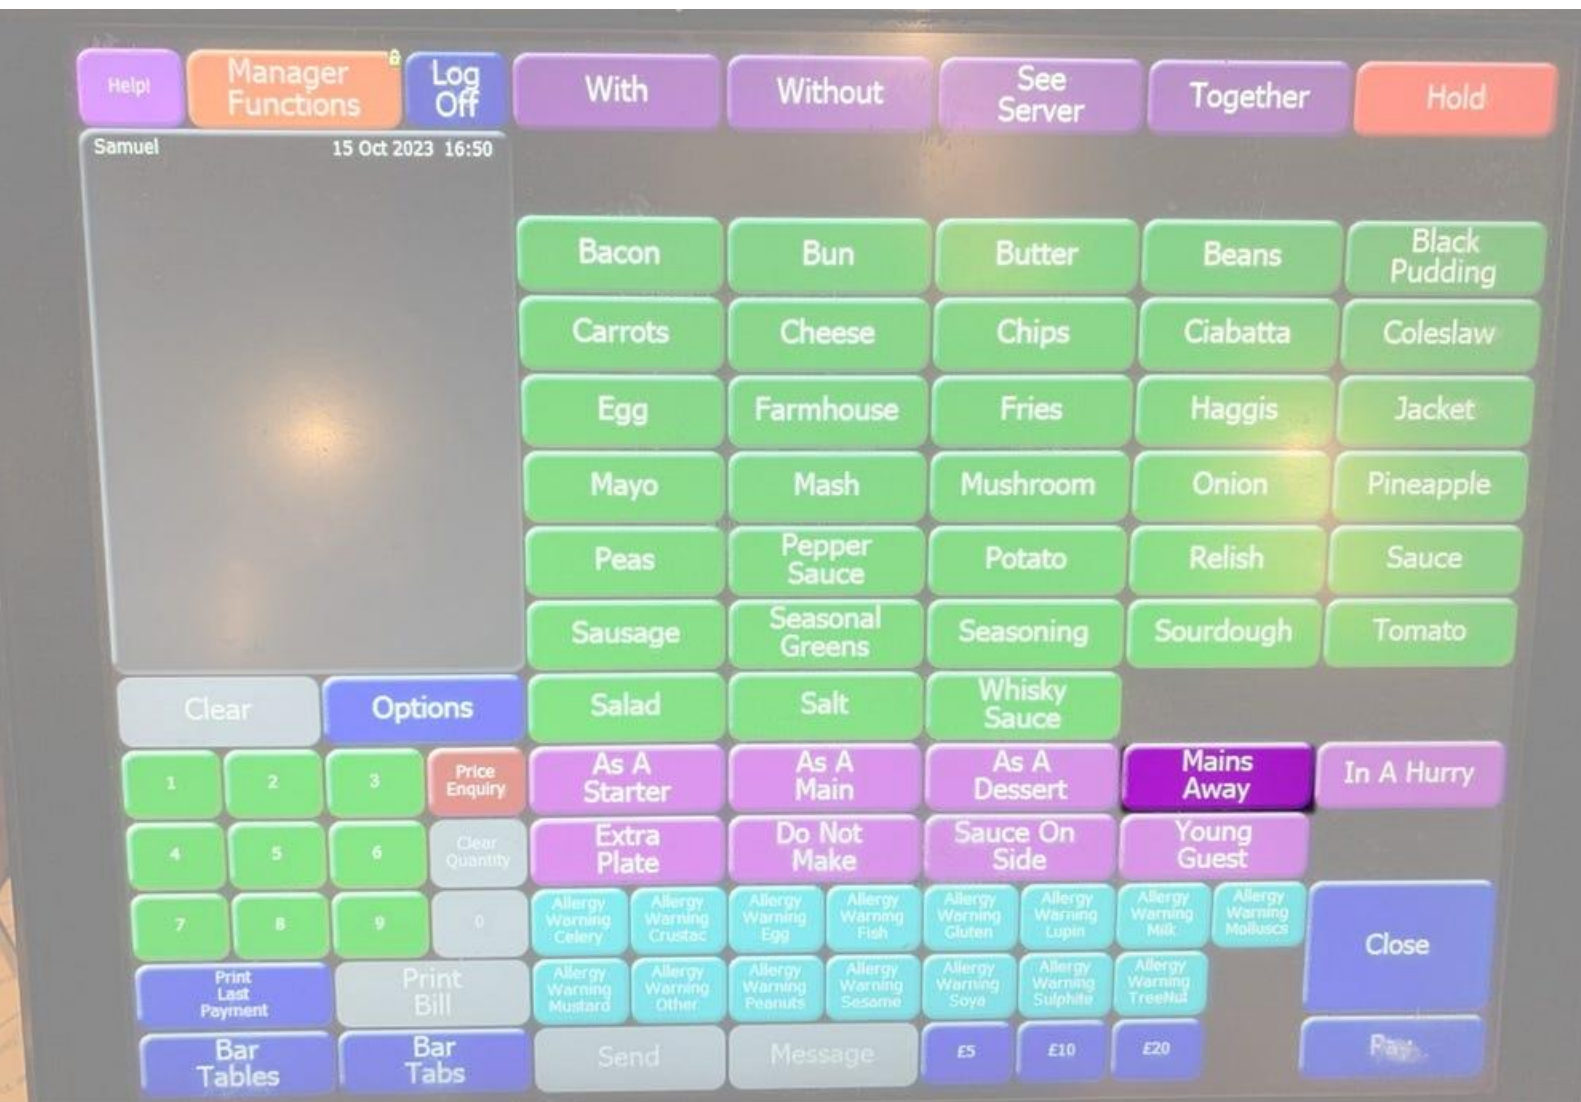 Help!
Manager
Functions
Log
Off
With
Without
See
Server
Together
Hold
Samuel 15 Oct 2023 16:50
Bacon
Bun
Butter
Beans
Black
Pudding
Carrots
Cheese
Chips
Ciabatta
Coleslaw
Egg
Farmhouse
Fries
Haggis
Jacket
Mayo
Mash
Mushroom
Onion
Pineapple
Peas
Pepper
Sauce
Potato
Relish
Sauce
Sausage
Seasonal
Greens
Seasoning
Sourdough
Tomato
Clear
Options
Salad
Salt
Whisky
Sauce
1
2
3
Price
Enquiry
As A
Starter
As A
Main
As A
Dessert
Mains
Away
In A Hurry
4
5
6
Clear
Quantity
Extra
Plate
Do Not
Make
Sauce On
Side
Young
Guest
7
8
9
0
Allergy
Warning
Celery
Allergy
Warning
Crustac
Allergy
Warning
Egg
Allergy
Warning
Fish
Allergy
Warning
Gluten
Allergy
Warning
Lupin
Allergy
Warning
Milk
Allergy
Warning
Molluscs
Close
Print
Last
Payment
Print
Bill
Allergy
Warning
Mustard
Allergy
Warning
Other
Allergy
Warning
Peanuts
Allergy
Warning
Sesame
Allergy
Warning
Soya
Allergy
Warning
Sulphite
Allergy
Warning
TreeNut
Bar
Tables
Bar
Tabs
Send
Message
£5
£10
£20
Pay